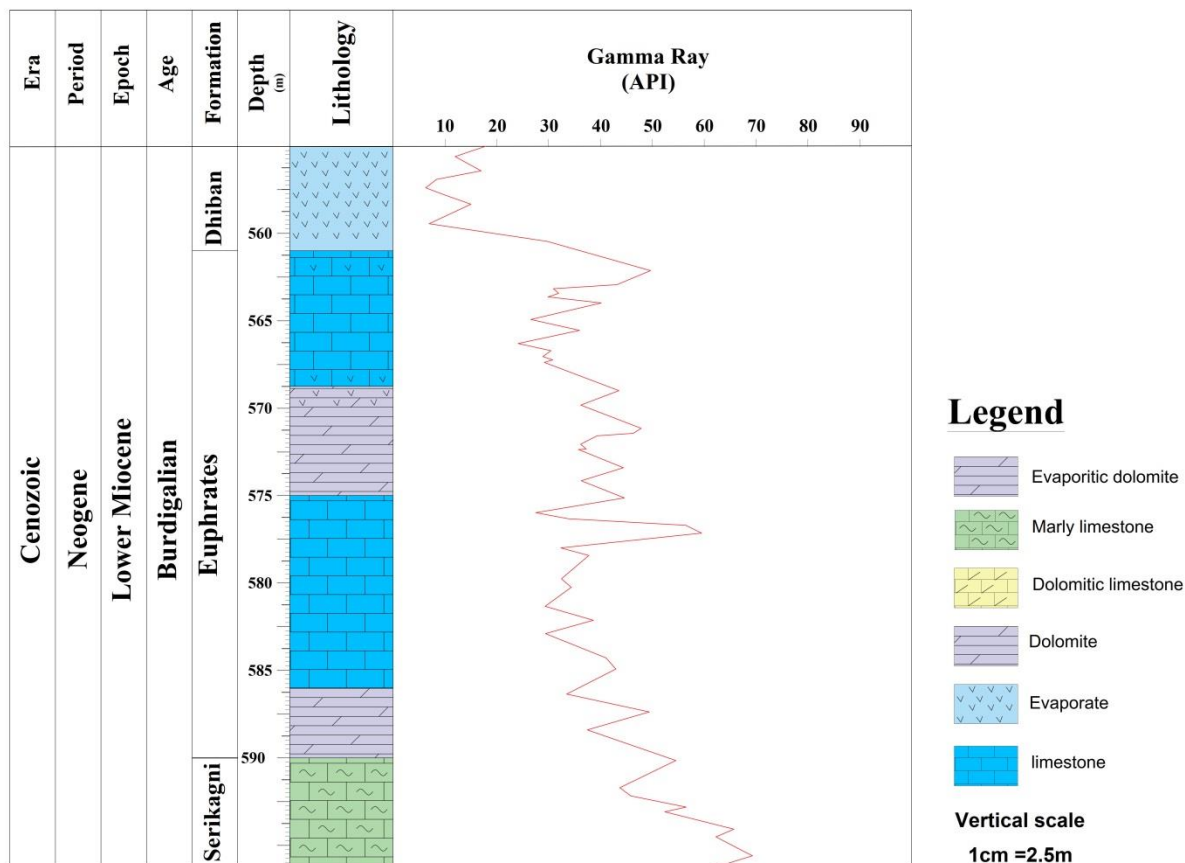 Era
Period
Epoch
Age
Formation
Depth
(m)
Lithology
Gamma Ray
(API)
10 20 30 40 50 60 70 80 90
Cenozoic
Neogene
Lower Miocene
Burdigalian
Dhiban
Euphrates
Serikagni
560
565
570
575
580
585
590
Legend
Evaporitic dolomite
Marly limestone
Dolomitic limestone
Dolomite
Evaporate
limestone
Vertical scale
1cm =2.5m